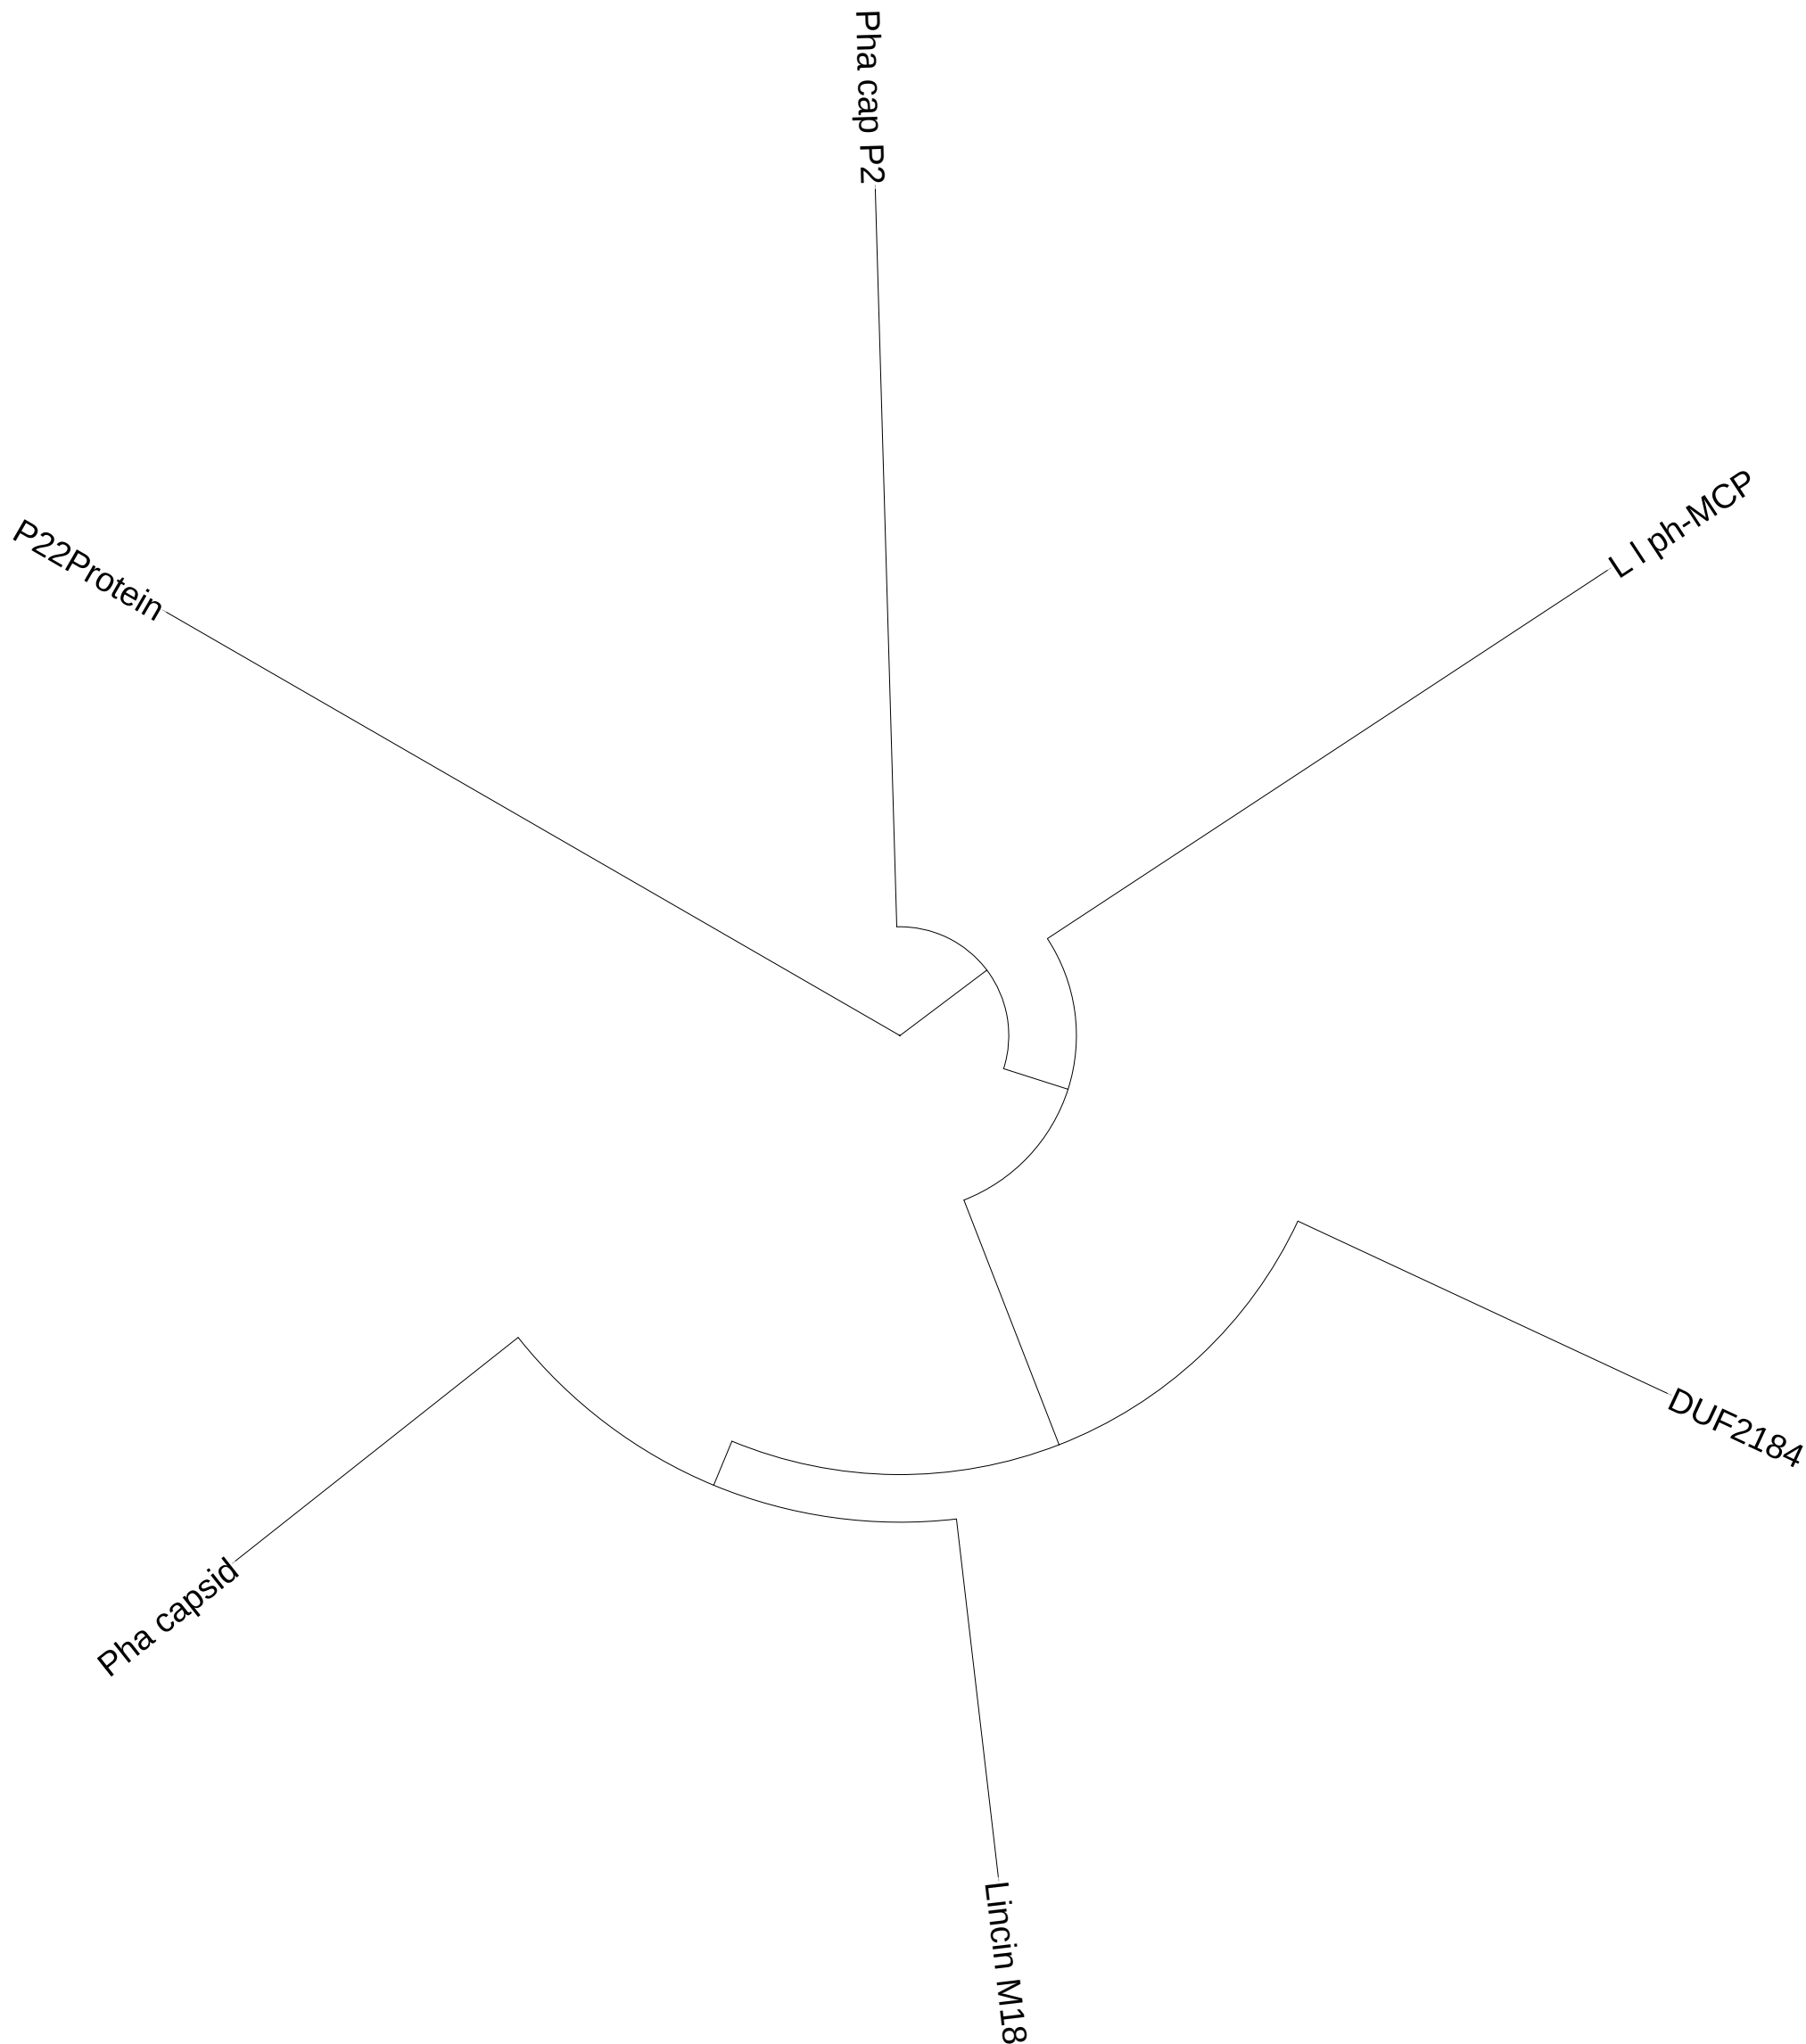 Pha cap P2
L I ph-MCP
P22Protein
DUF2184
Pha capsid
Lincin M18